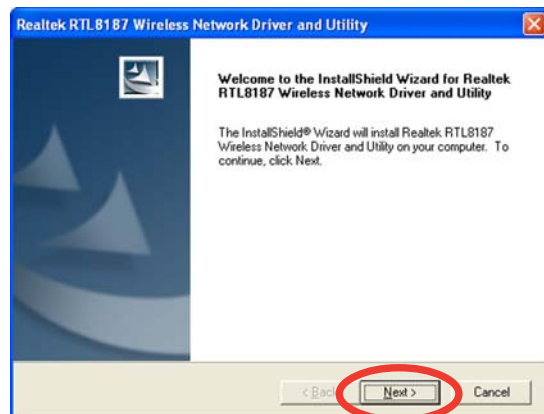 Realtek RTL8187 Wireless Network Driver and Utility
Welcome to the InstallShield Wizard for Realtek
RTL8187 Wireless Network Driver and Utility
The InstallShield® Wizard will install Realtek RTL8187
Wireless Network Driver and Utility on your computer. To
continue, click Next.
< Back Next > Cancel